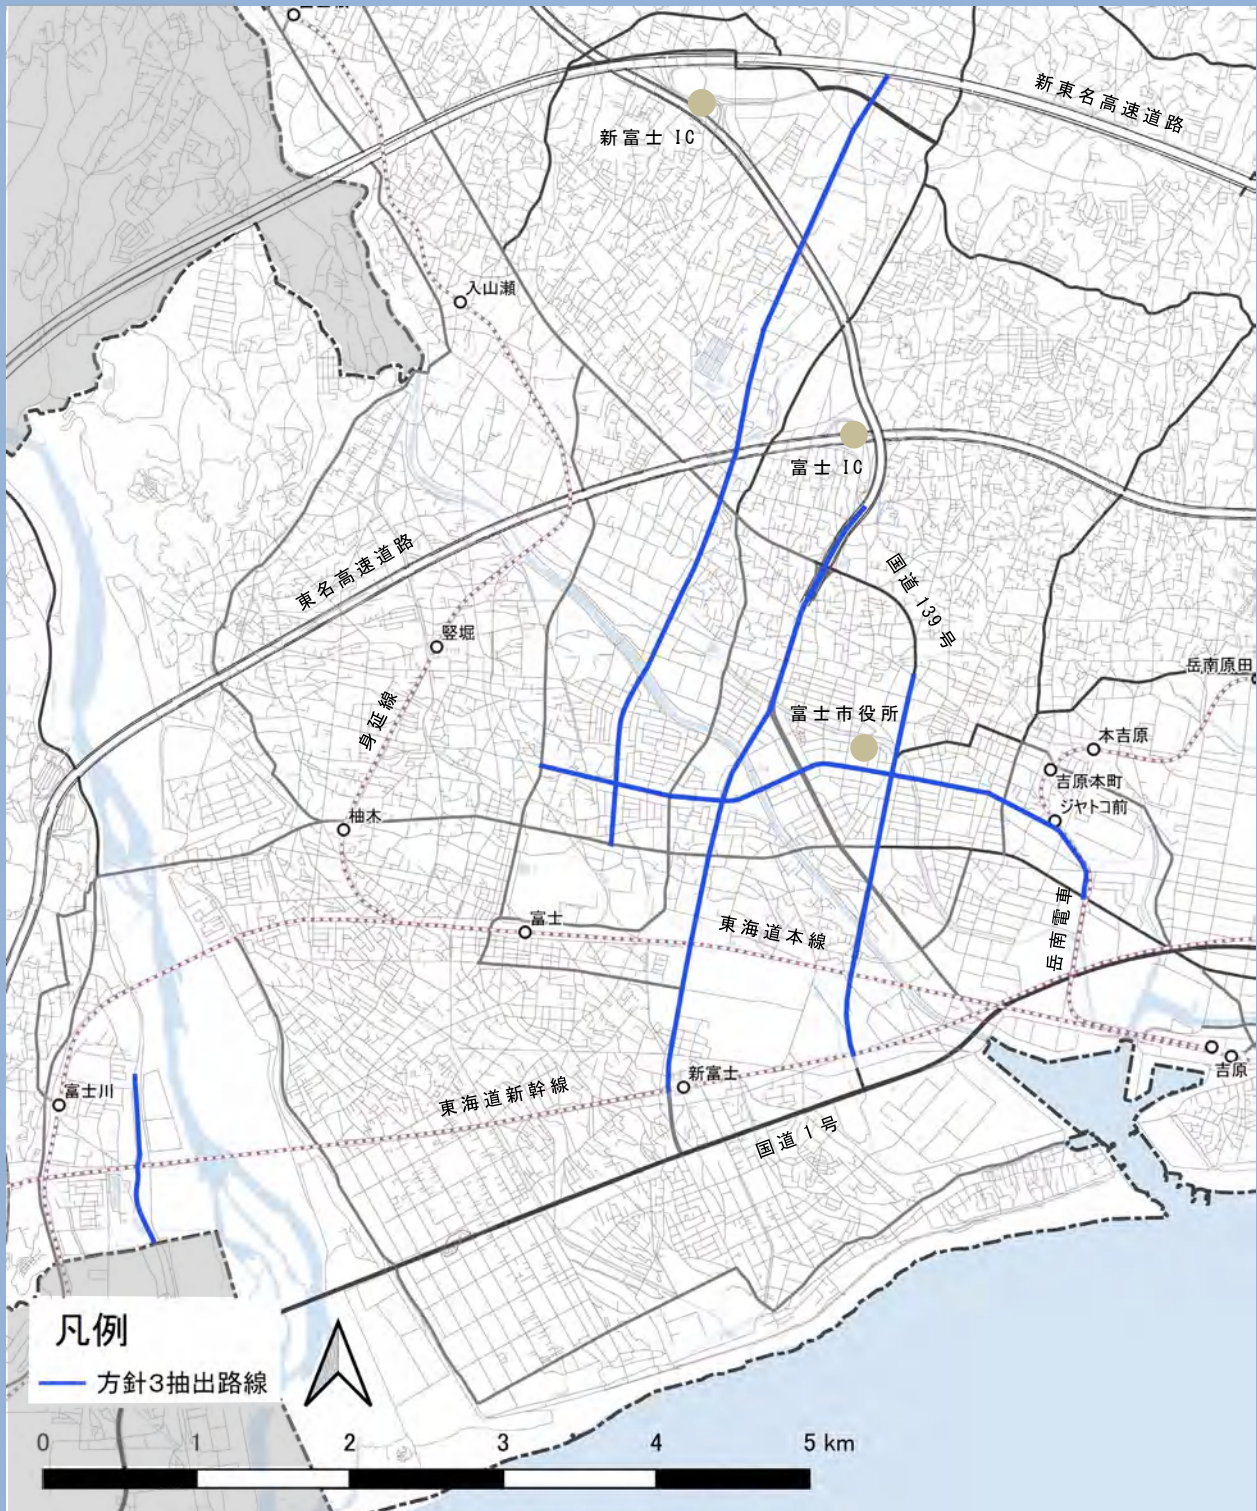 新東名高速道路
新富士 IC
入山瀬
富士 IC
東名高速道路
国道 139 号
竪堀
岳南原田
身延線
富士市役所
本吉原
吉原本町
ジヤトコ前
柚木
岳南電車
富士
東海道本線
吉原
新富士
富士川
東海道新幹線
国道 1 号
凡例
方針3抽出路線
0 1 2 3 4 5 km